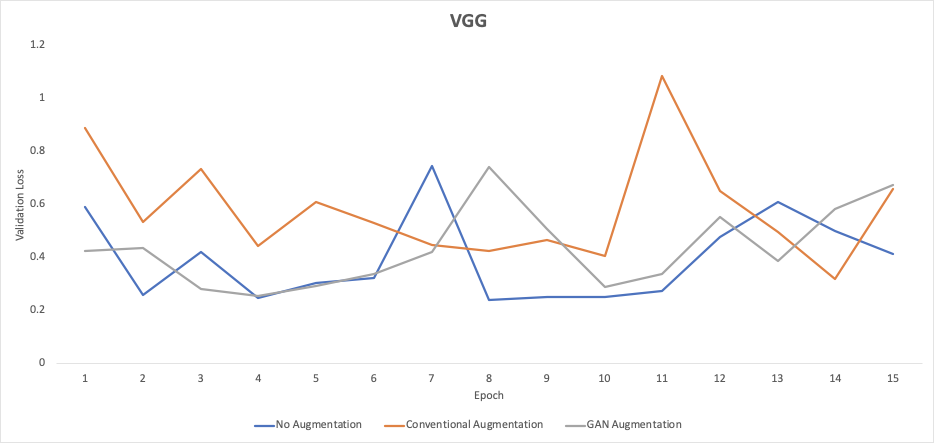 VGG
1.2
1
0.8
0.6
0.4
0.2
0
Validation Loss
1 2 3 4 5 6 7 8 9 10 11 12 13 14 15
Epoch
No Augmentation Conventional Augmentation GAN Augmentation